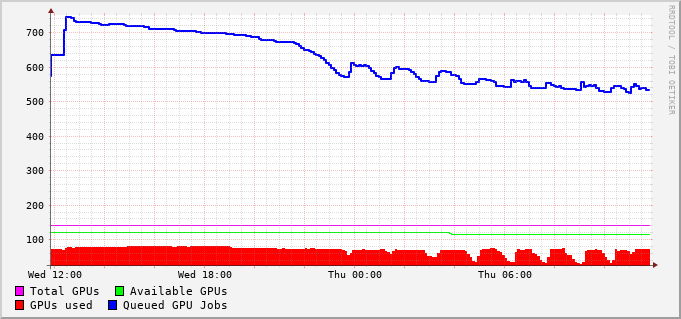 700
600
500
400
300
200
100
Wed 12:00 Wed 18:00 Thu 00:00 Thu 06:00
Total GPUs Available GPUs
GPUs used Queued GPU Jobs
RRDTOOL / TOBI OETIKER